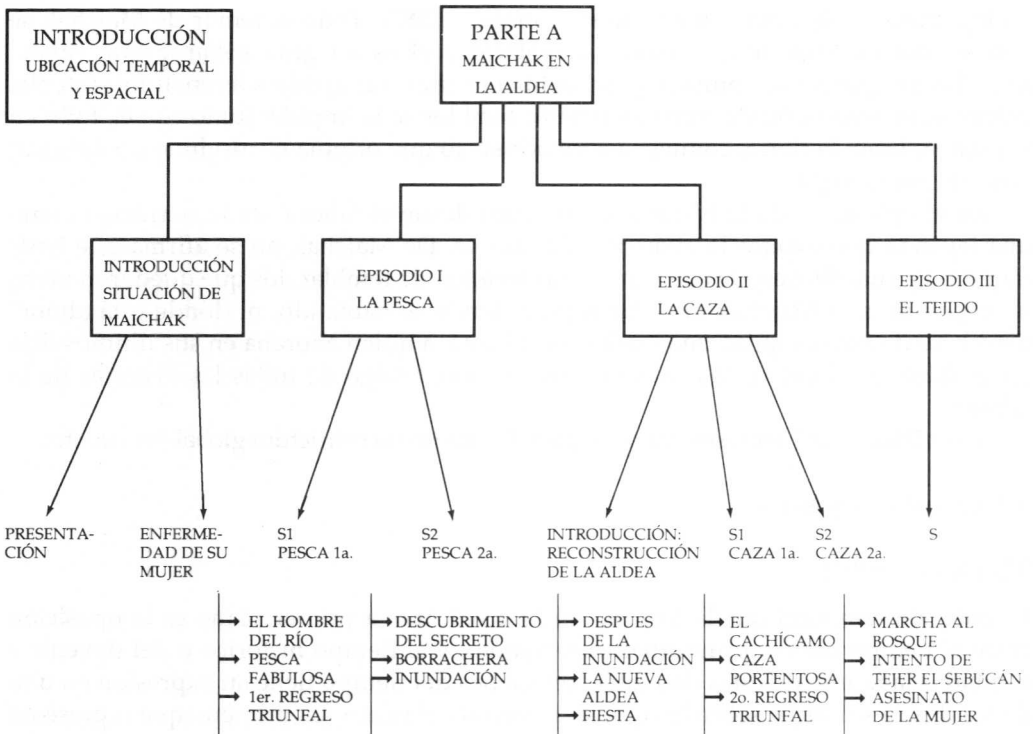 INTRODUCCIÓN
UBICACIÓN TEMPORAL
Y ESPACIAL
PARTE A
MAICHAK EN
LA ALDEA
INTRODUCCIÓN
SITUACIÓN DE
MAICHAK
EPISODIO I
LA PESCA
EPISODIO II
LA CAZA
EPISODIO III
EL TEJIDO
PRESENTA-
CIÓN
ENFERME-
DAD DE SU
MUJER
S1
PESCA 1a.
S2
PESCA 2a.
INTRODUCCIÓN:
RECONSTRUCCIÓN
DE LA ALDEA
S1
CAZA 1a.
S2
CAZA 2a.
S
EL HOMBRE
DEL RÍO
PESCA
FABULOSA
1er. REGRESO
TRIUNFAL
DESCUBRIMIENTO
DEL SECRETO
BORRACHERA
INUNDACIÓN
DESPUES
DE LA
INUNDACIÓN
LA NUEVA
ALDEA
FIESTA
EL
CACHÍCAMO
CAZA
PORTENTOSA
2o. REGRESO
TRIUNFAL
MARCHA AL
BOSQUE
INTENTO DE
TEJER EL SEBUCÁN
ASESINATO
DE LA MUJER